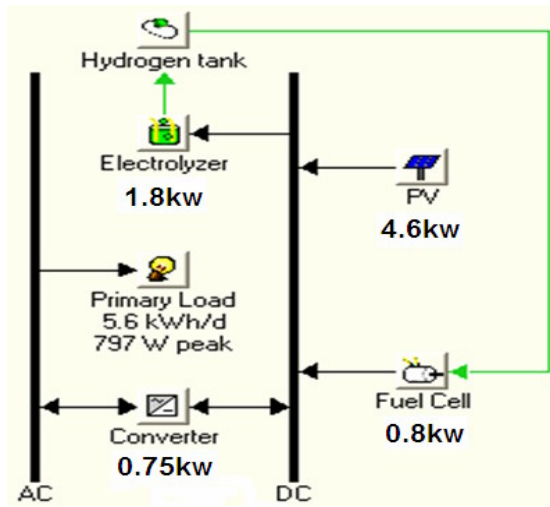 Hydrogen tank
Electrolyzer
1.8kw
PV
4.6kw
Primary Load
5.6 kWh/d
797 W peak
Fuel Cell
0.8kw
Converter
0.75kw
AC
DC